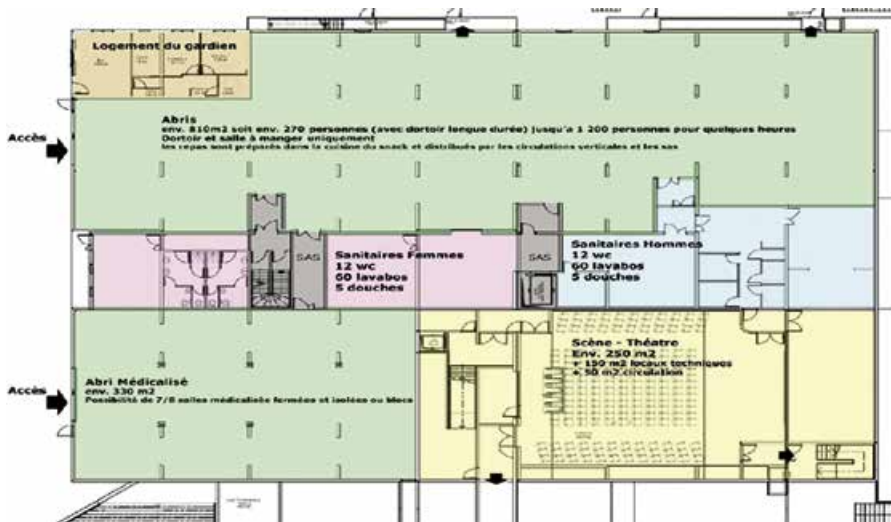 Logement du gardien
Abris
env. 810m2 soit env. 270 personnes (avec dortoir longue durée) jusqu'a 1 200 personnes pour quelques heures
Dortoir et salle à manger uniquement
les repas sont préparés dans la cuisine du snack et distribués par les circulations verticales et les sas
Accès
SAS
Sanitaires Femmes
12 wc
60 lavabos
5 douches
SAS
Sanitaires Hommes
12 wc
60 lavabos
5 douches
Scène - Théatre
Env. 250 m2
+ 150 m2 locaux techniques
+ 50 m2 circulation
Abri Médicalisé
env. 330 m2
Possibilité de 7/8 salles médicalisée fermées et isolées ou blocs
Accès